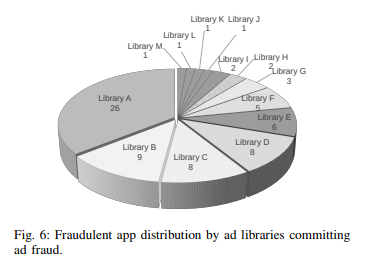 Library K
1
Library J
1
Library L
1
Library M
1
Library I
2
Library H
2
Library G
3
Library F
5
Library E
6
Library D
8
Library C
8
Library B
9
Library A
26
Fig. 6: Fraudulent app distribution by ad libraries committing
ad fraud.